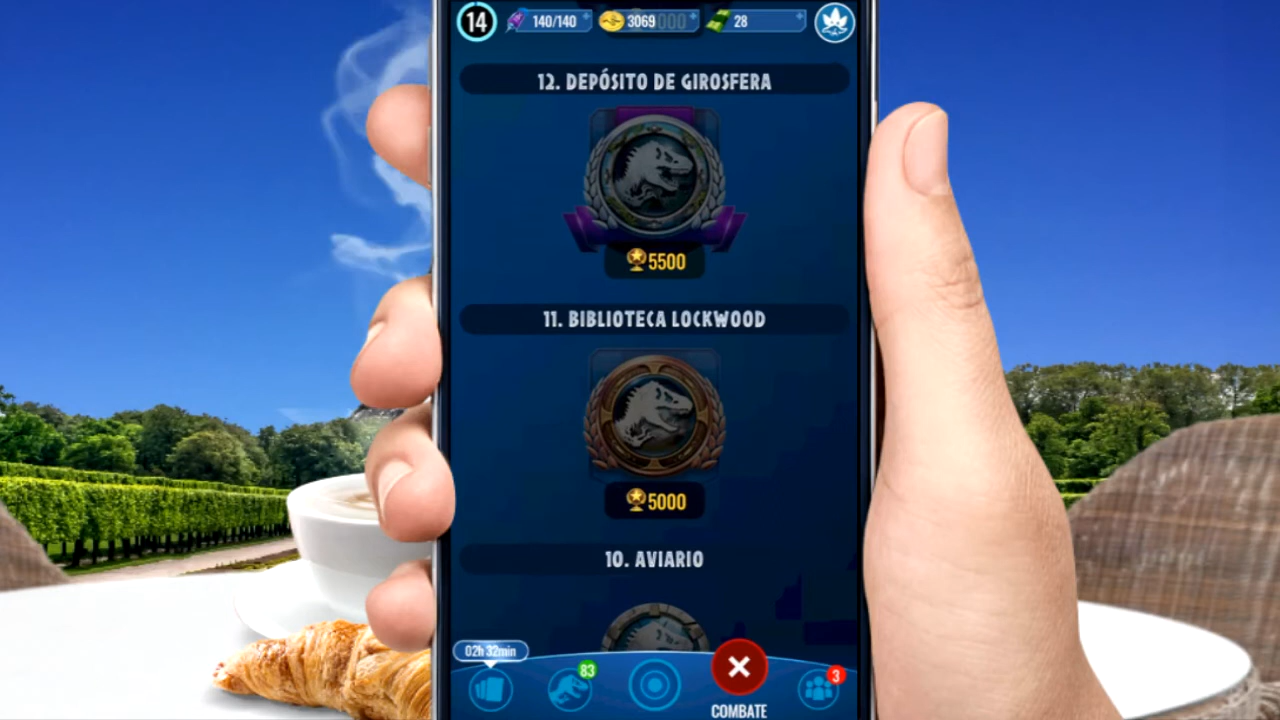 14
140/140
3069
28
12. DEPÓSITO DE GIROSFERA
5500
11. BIBLIOTECA LOCKWOOD
5000
10. AVIARIO
02h 32min
83
3
COMBATE